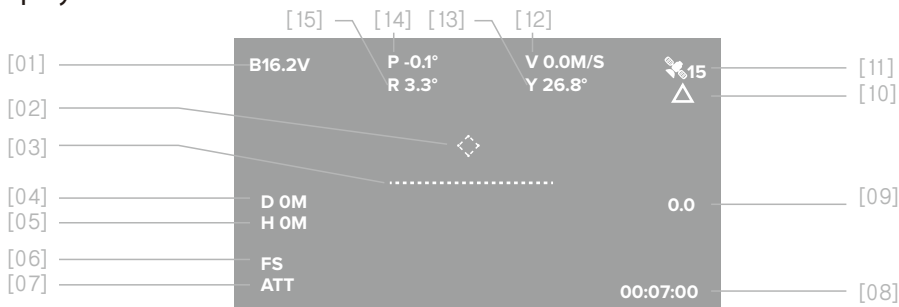 [15] [14] [13] [12]
[01] B16.2V P -0.1° V 0.0M/S 15 [11]
R 3.3° Y 26.8° [10]
[02]
[03]
[04] D 0M 0.0 [09]
[05] H 0M
[06] FS
[07] ATT
00:07:00 [08]